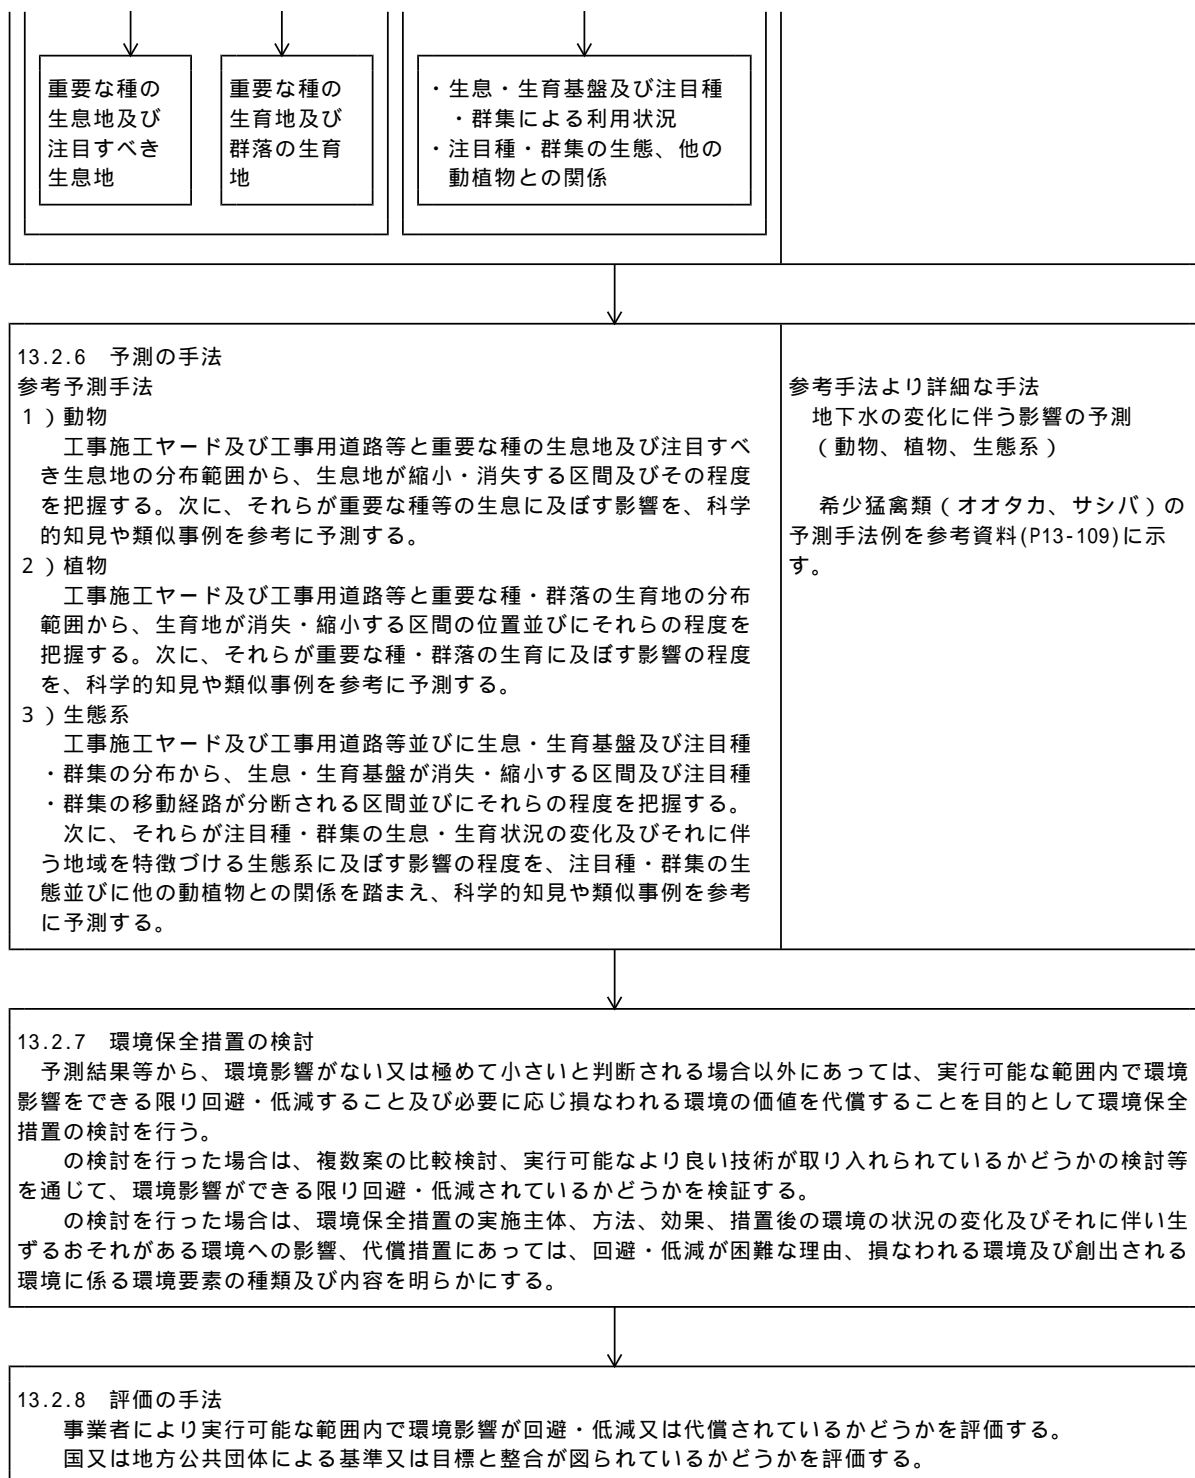 重要な種の
生息地及び
注目すべき
生息地
重要な種の
生育地及び
群落の生育
地
・生息・生育基盤及び注目種
・群集による利用状況
・注目種・群集の生態、他の
動植物との関係
13.2.6 予測の手法
参考予測手法
1）動物
工事施工ヤード及び工事用道路等と重要な種の生息地及び注目すべ
き生息地の分布範囲から、生息地が縮小・消失する区間及びその程度
を把握する。次に、それらが重要な種等の生息に及ぼす影響を、科学
的知見や類似事例を参考に予測する。
2）植物
工事施工ヤード及び工事用道路等と重要な種・群落の生育地の分布
範囲から、生育地が消失・縮小する区間の位置並びにそれらの程度を
把握する。次に、それらが重要な種・群落の生育に及ぼす影響の程度
を、科学的知見や類似事例を参考に予測する。
3）生態系
工事施工ヤード及び工事用道路等並びに生息・生育基盤及び注目種
・群集の分布から、生息・生育基盤が消失・縮小する区間及び注目種
・群集の移動経路が分断される区間並びにそれらの程度を把握する。
次に、それらが注目種・群集の生息・生育状況の変化及びそれに伴
う地域を特徴づける生態系に及ぼす影響の程度を、注目種・群集の生
態並びに他の動植物との関係を踏まえ、科学的知見や類似事例を参考
に予測する。
参考手法より詳細な手法
地下水の変化に伴う影響の予測
（動物、植物、生態系）
希少猛禽類（オオタカ、サシバ）の
予測手法例を参考資料(P13-109)に示
す。
13.2.7 環境保全措置の検討
予測結果等から、環境影響がない又は極めて小さいと判断される場合以外にあっては、実行可能な範囲内で環境
影響をできる限り回避・低減すること及び必要に応じ損なわれる環境の価値を代償することを目的として環境保全
措置の検討を行う。
の検討を行った場合は、複数案の比較検討、実行可能なより良い技術が取り入れられているかどうかの検討等
を通じて、環境影響ができる限り回避・低減されているかどうかを検証する。
の検討を行った場合は、環境保全措置の実施主体、方法、効果、措置後の環境の状況の変化及びそれに伴い生
ずるおそれがある環境への影響、代償措置にあっては、回避・低減が困難な理由、損なわれる環境及び創出される
環境に係る環境要素の種類及び内容を明らかにする。
13.2.8 評価の手法
事業者により実行可能な範囲内で環境影響が回避・低減又は代償されているかどうかを評価する。
国又は地方公共団体による基準又は目標と整合が図られているかどうかを評価する。